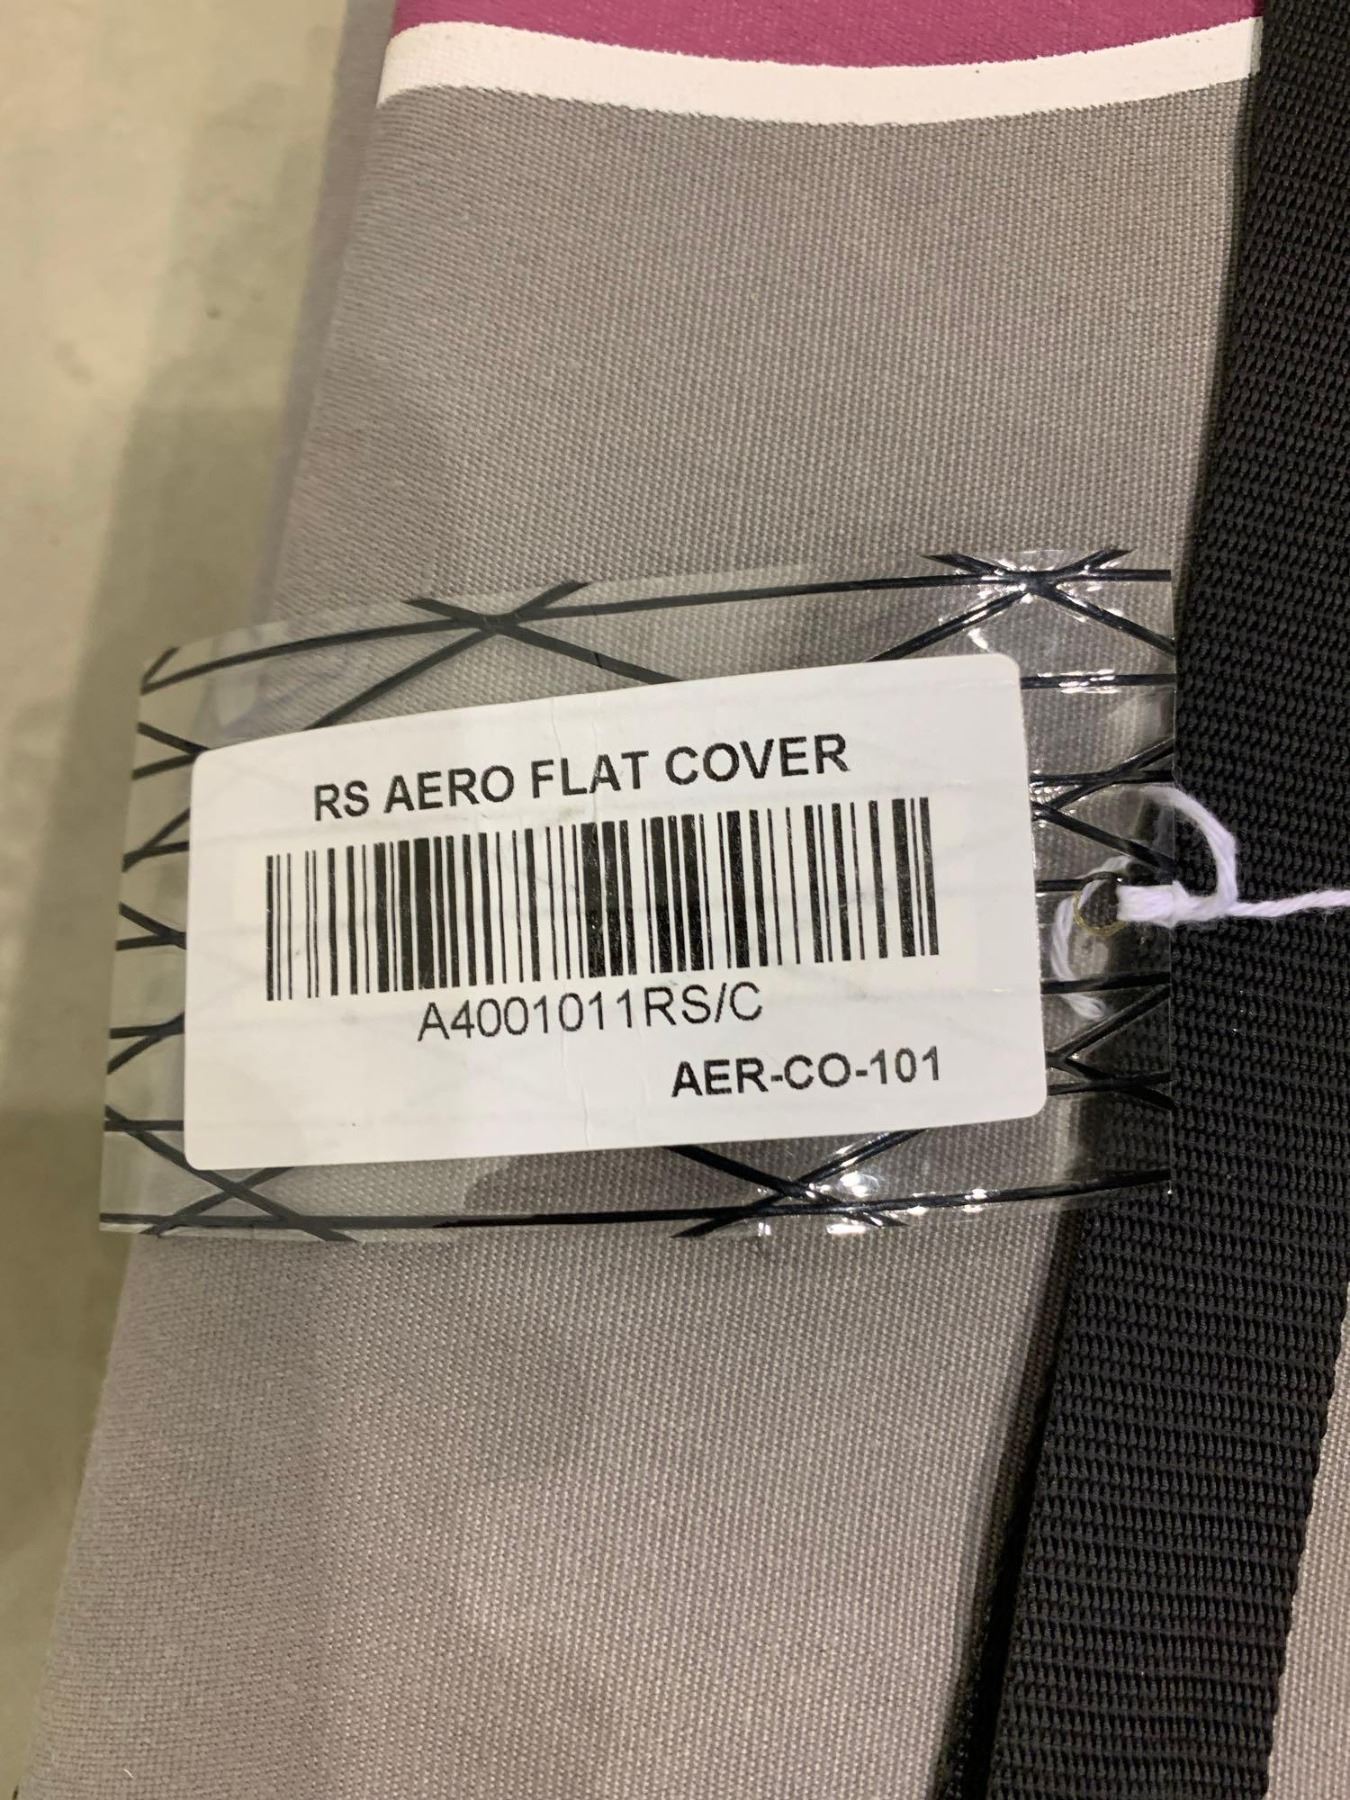 RS AERO FLAT COVER
A4001011RS/C
AER-CO-101